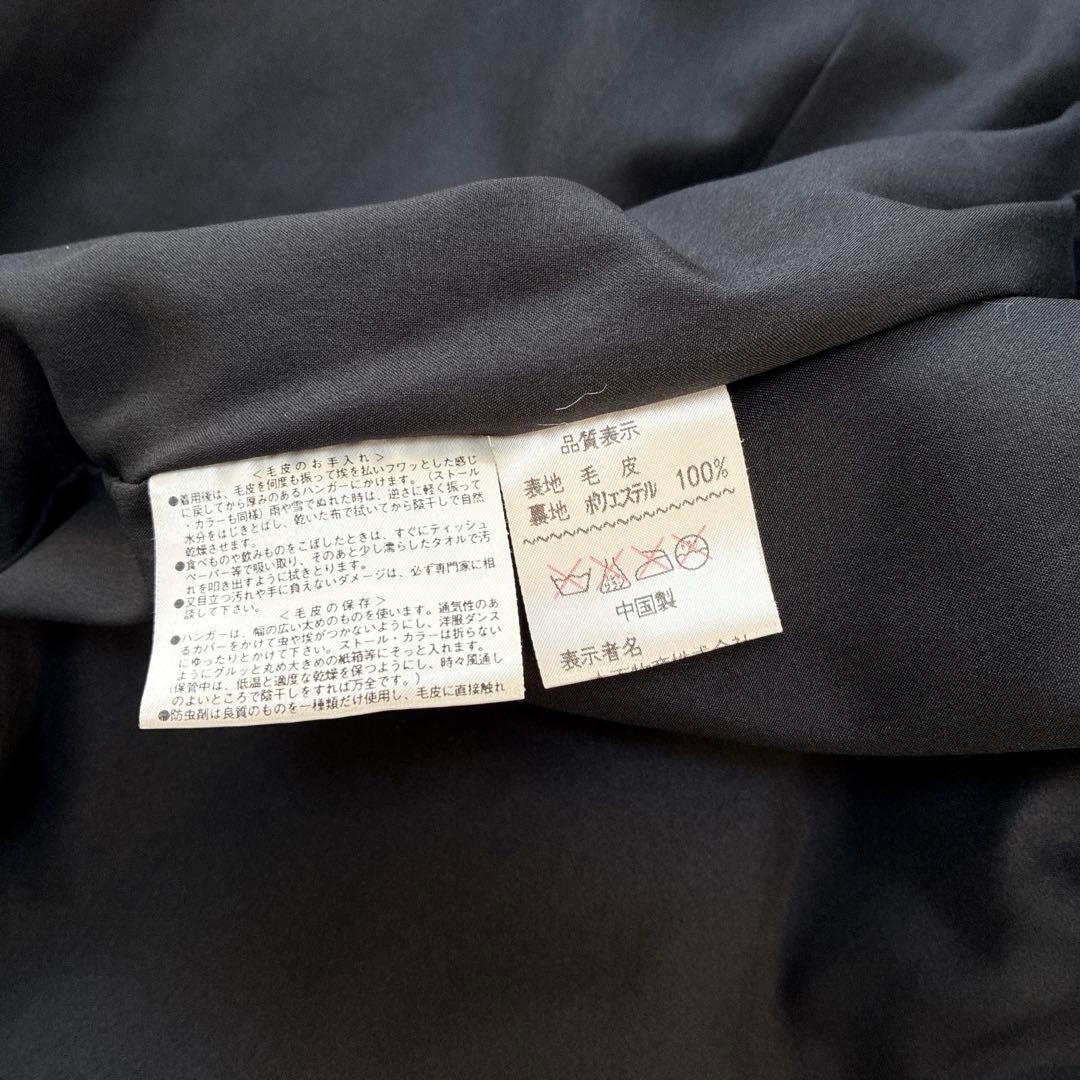 <毛皮のお手入れ>
●着用後は、毛皮を何度も振って埃を払いフワッとした感じ
に戻してから厚みのあるハンガーにかけます。(ストール
・カラーも同様)雨や雪でぬれた時は、逆さに軽く振って
水分をはじきとばし、乾いた布で拭いてから陰干しで自然
乾燥させます。
●食べものや飲みものをこぼしたときは、すぐにティッシュ
ペーパー等で吸い取り、そのあと少し濡らしたタオルで汚
れを叩き出すように拭きとります。
●又目立つ汚れや手に負えないダメージは、必ず専門家に相
談して下さい。
<毛皮の保存>
●ハンガーは、幅の広い太めのものを使います。通気性のあ
るカバーをかけて虫や埃がつかないようにし、洋服ダンス
にゆったりとかけて下さい。ストール・カラーは折らない
ようにグルッと丸め大きめの紙箱等にそっと入れます。
(保管中は、低温と適度な乾燥を保つようにし、時々風通し
のよいところで陰干しをすれば万全です。)
●防虫剤は良質のものを一種類だけ使用し、毛皮に直接触れ
品質表示
表地 毛皮
裏地 ポリエステル 100%
中国製
表示者名
物産株式会社